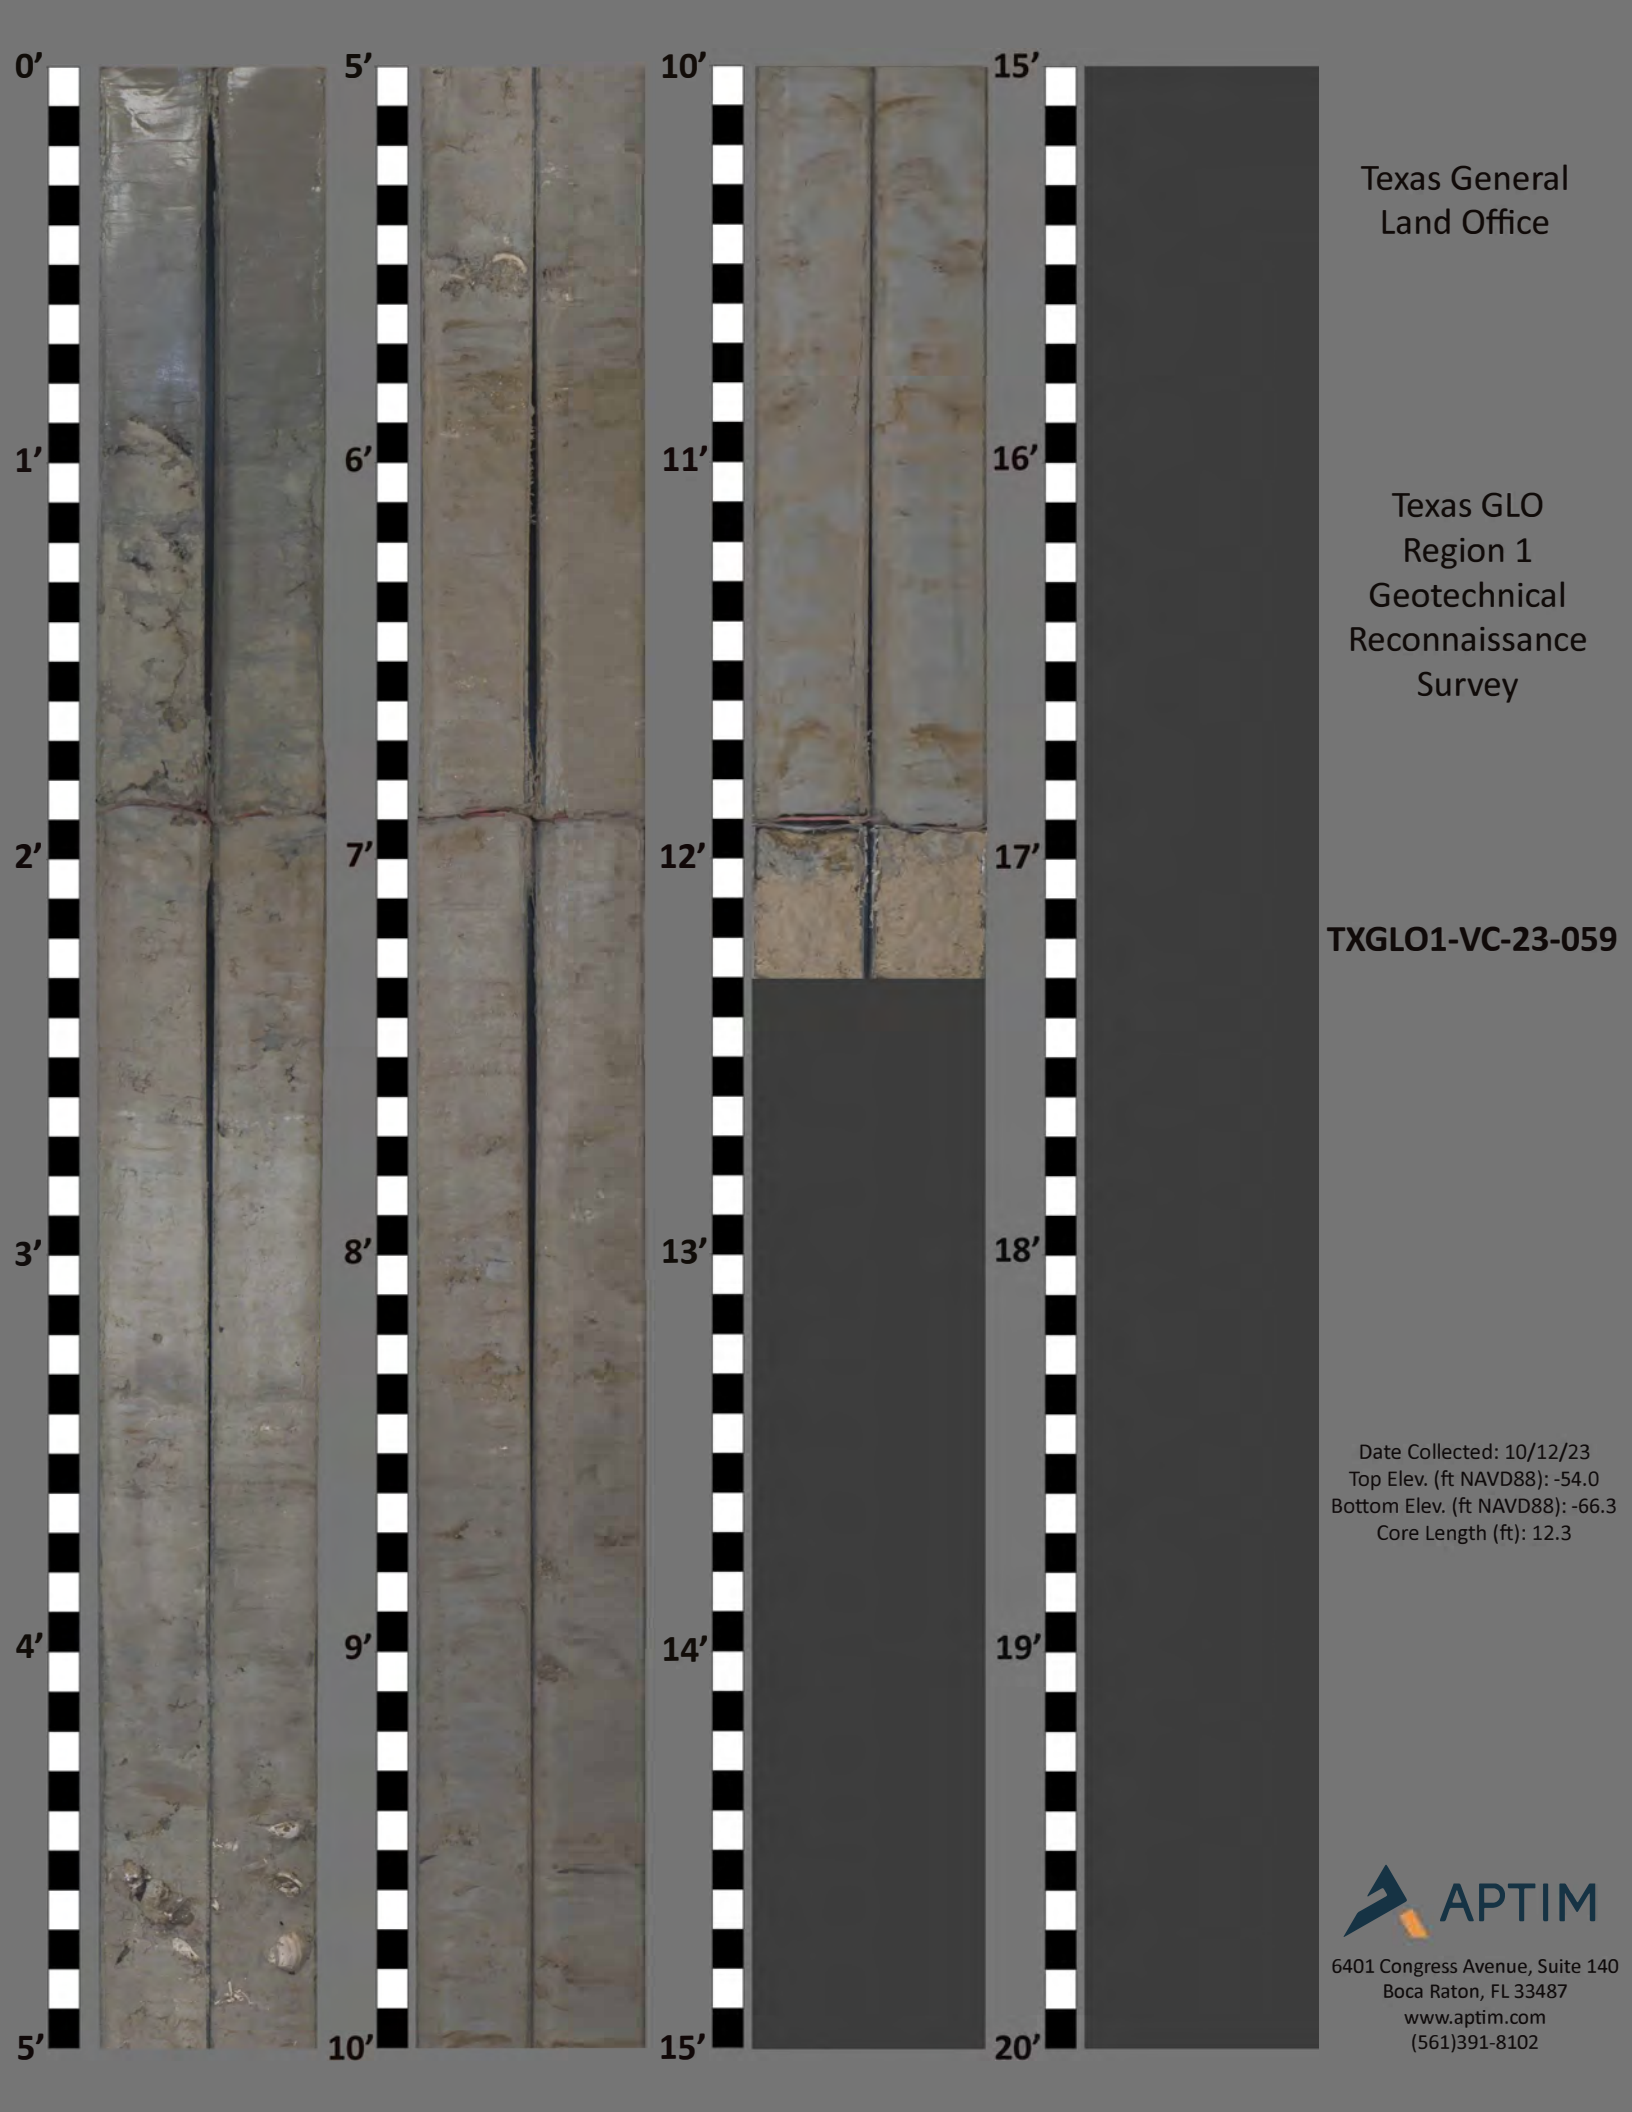 0’
1’
2’
3’
4’
5’
5’
6’
7’
8’
9’
10’
10’
11’
12’
13’
14’
15’
15’
16’
17’
18’
19’
20’
Texas General
Land Office
Texas GLO
Region 1
Geotechnical
Reconnaissance
Survey
TXGLO1-VC-23-059
Date Collected: 10/12/23
Top Elev. (ft NAVD88): -54.0
Bottom Elev. (ft NAVD88): -66.3
Core Length (ft): 12.3
APTIM
6401 Congress Avenue, Suite 140
Boca Raton, FL 33487
www.aptim.com
(561)391-8102